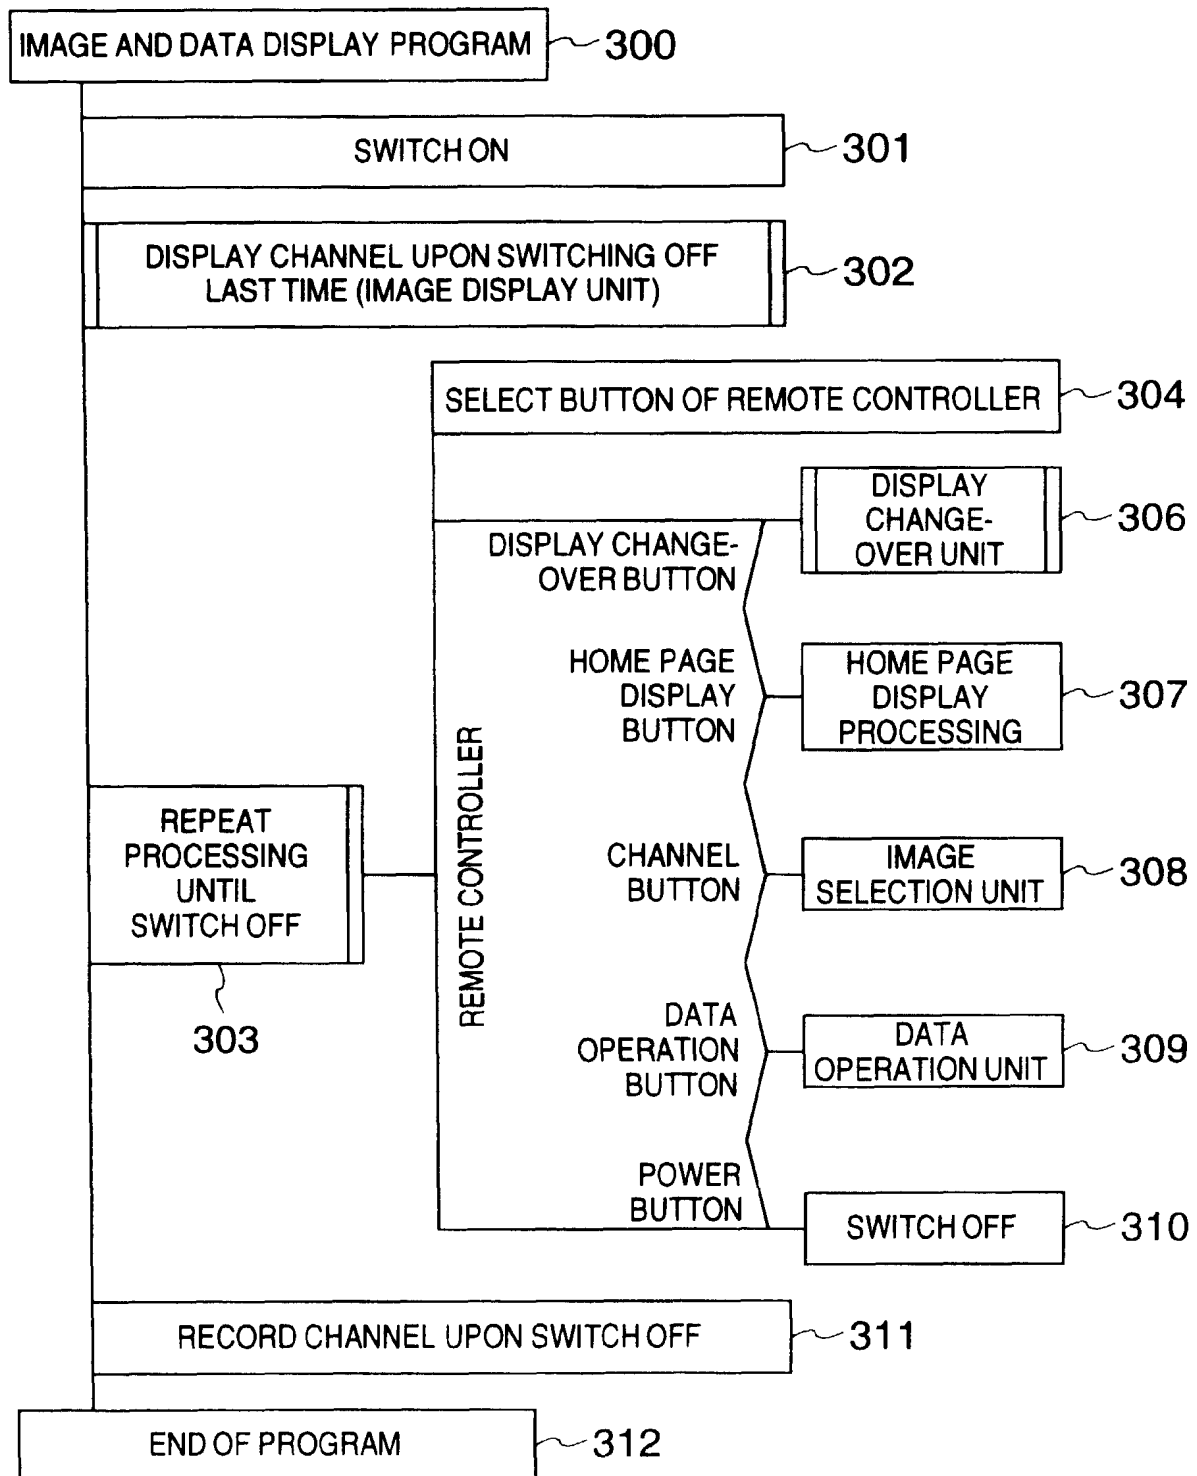 IMAGE AND DATA DISPLAY PROGRAM
300
SWITCH ON
301
DISPLAY CHANNEL UPON SWITCHING OFF
LAST TIME (IMAGE DISPLAY UNIT)
302
SELECT BUTTON OF REMOTE CONTROLLER
304
DISPLAY CHANGE-
OVER BUTTON
DISPLAY
CHANGE-
OVER UNIT
306
HOME PAGE
DISPLAY
BUTTON
HOME PAGE
DISPLAY
PROCESSING
307
REMOTE CONTROLLER
REPEAT
PROCESSING
UNTIL
SWITCH OFF
303
CHANNEL
BUTTON
IMAGE
SELECTION UNIT
308
DATA
OPERATION
BUTTON
DATA
OPERATION UNIT
309
POWER
BUTTON
SWITCH OFF
310
RECORD CHANNEL UPON SWITCH OFF
311
END OF PROGRAM
312